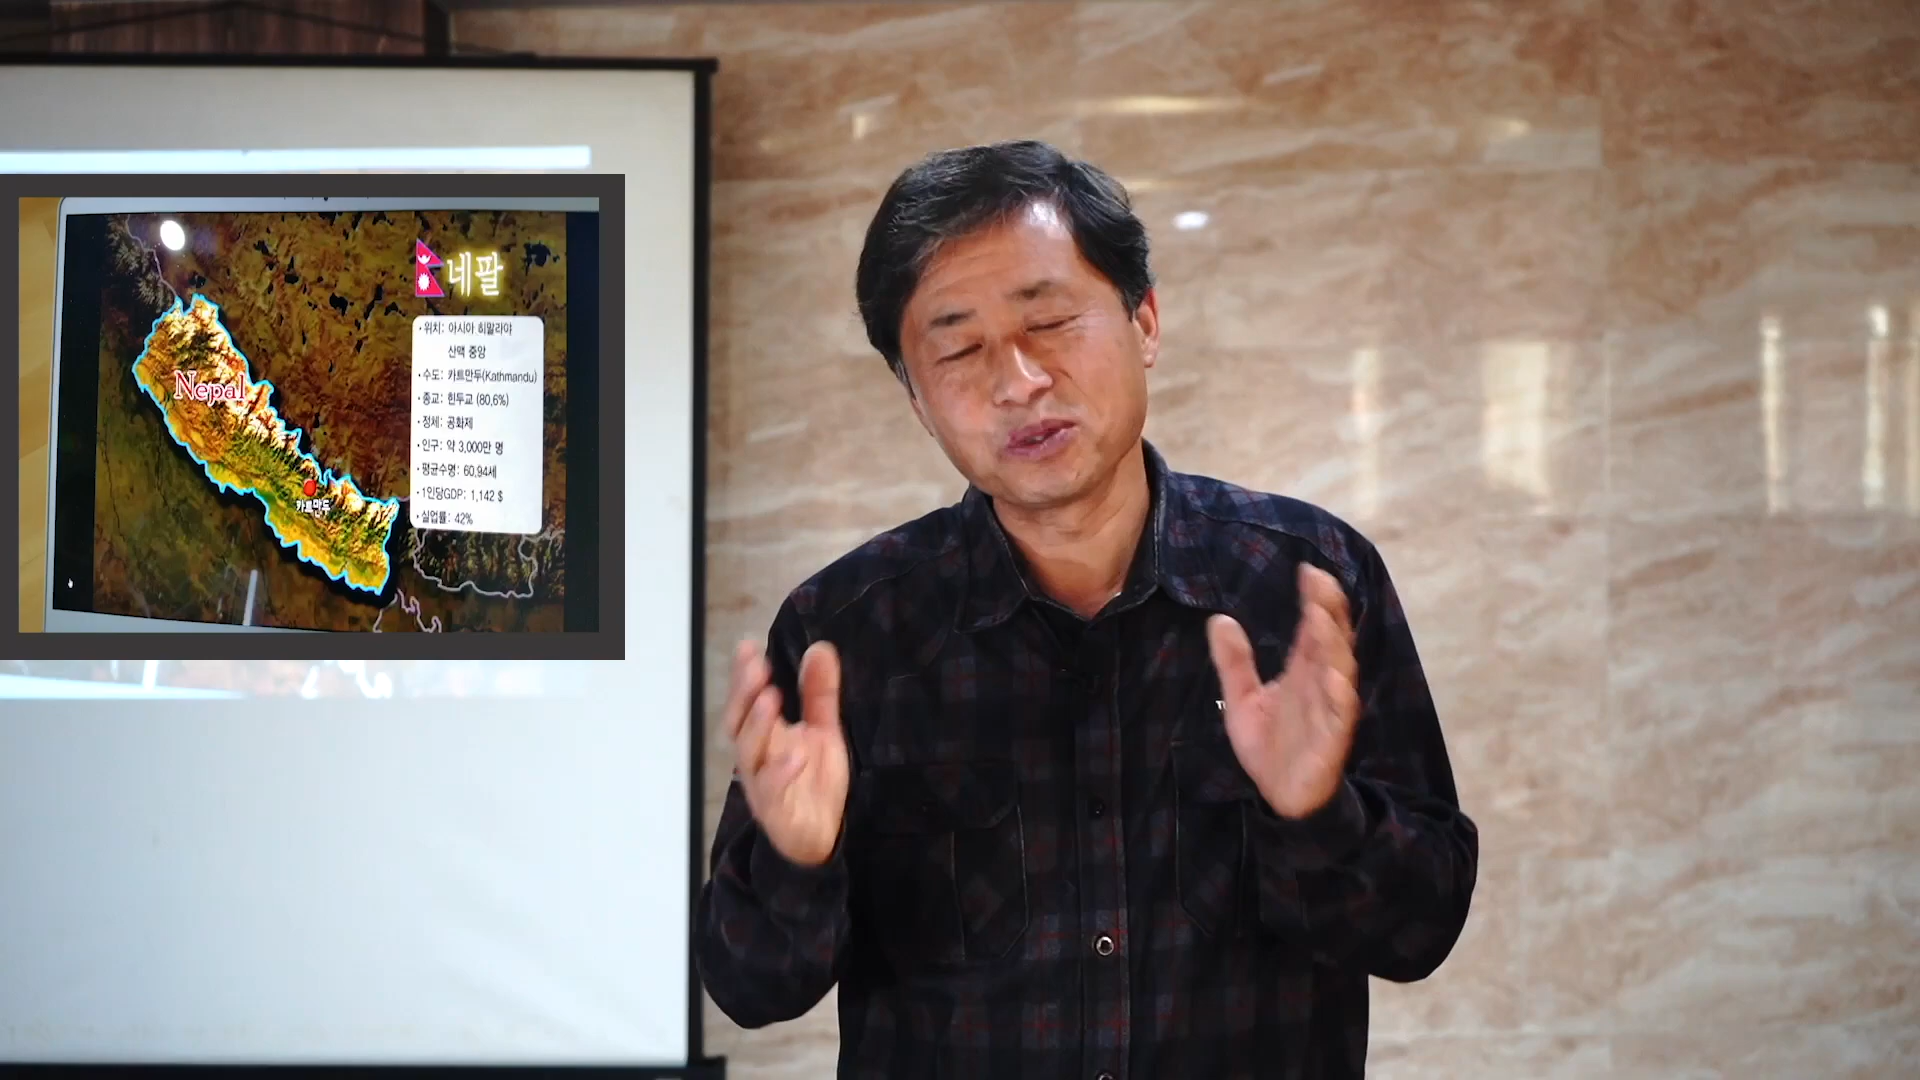 네팔
• 위치: 아시아 히말라야
산맥 중앙
• 수도: 카트만두(Kathmandu)
• 종교: 힌두교 (80,6%)
• 정체: 공화제
• 인구: 약 3,000만 명
• 평균수명: 60.94세
• 1인당GDP: 1,142 $
• 실업률: 42%
Nepal
카트만두